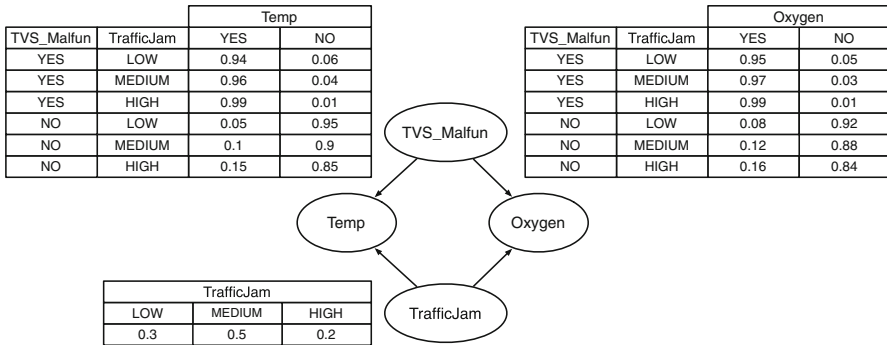 Temp
TVS_Malfun TrafficJam YES NO
YES LOW 0.94 0.06
YES MEDIUM 0.96 0.04
YES HIGH 0.99 0.01
NO LOW 0.05 0.95
NO MEDIUM 0.1 0.9
NO HIGH 0.15 0.85
Oxygen
TVS_Malfun TrafficJam YES NO
YES LOW 0.95 0.05
YES MEDIUM 0.97 0.03
YES HIGH 0.99 0.01
NO LOW 0.08 0.92
NO MEDIUM 0.12 0.88
NO HIGH 0.16 0.84
TVS_Malfun
Temp
Oxygen
TrafficJam
TrafficJam
LOW MEDIUM HIGH
0.3 0.5 0.2